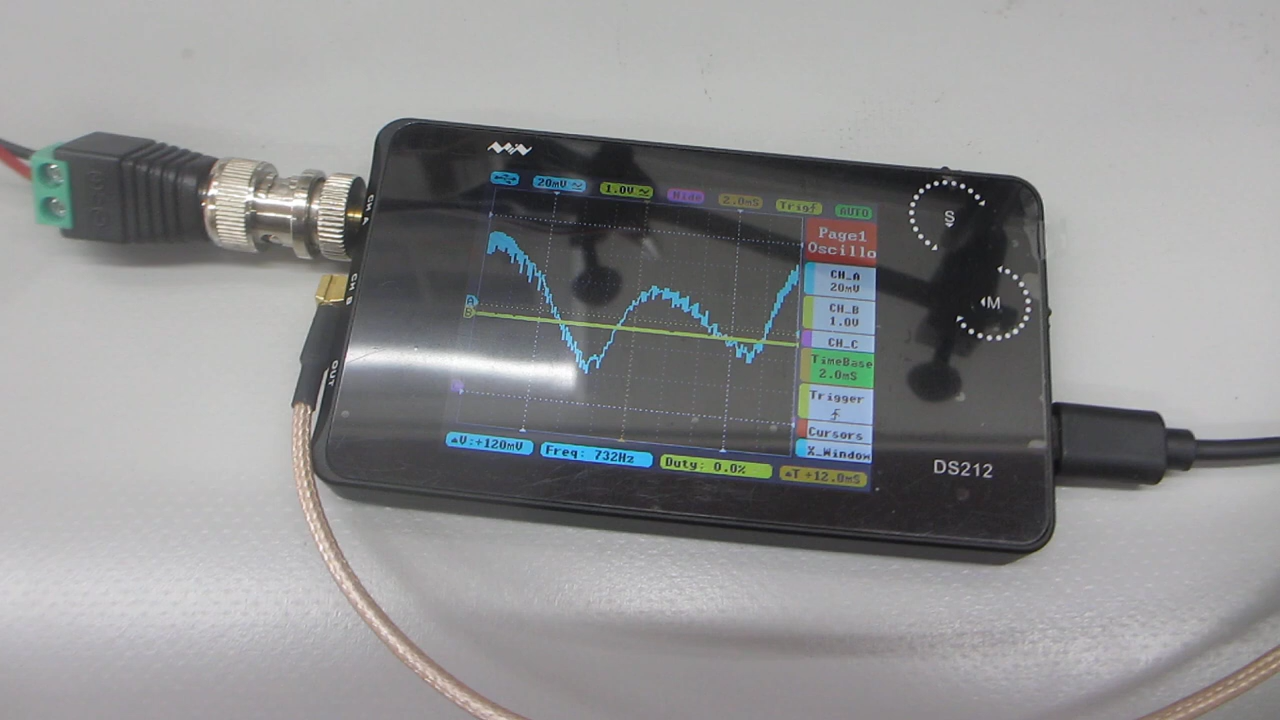 20mV 1.0V Hide 2.0mS Trig? AUTO
Page1
Oscillo
CH_A
20mV
CH_B
1.0V
CH_C
TimeBase
2.0mS
Trigger
Cursors
X_Window
A
B
△V:+120mV Freq: 732Hz Duty: 0.0% △T +12.0mS
S
M
DS212
CH A
CH B
OUT